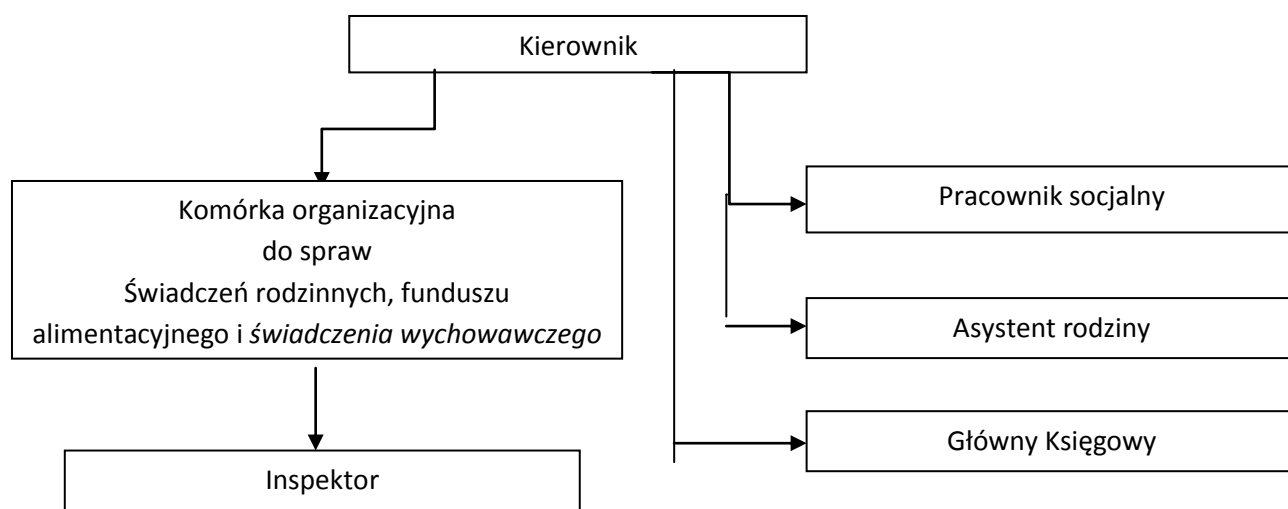 Kierownik
Komórka organizacyjna
do spraw
Świadczeń rodzinnych, funduszu
alimentacyjnego i świadczenia wychowawczego
Inspektor
Pracownik socjalny
Asystent rodziny
Główny Księgowy